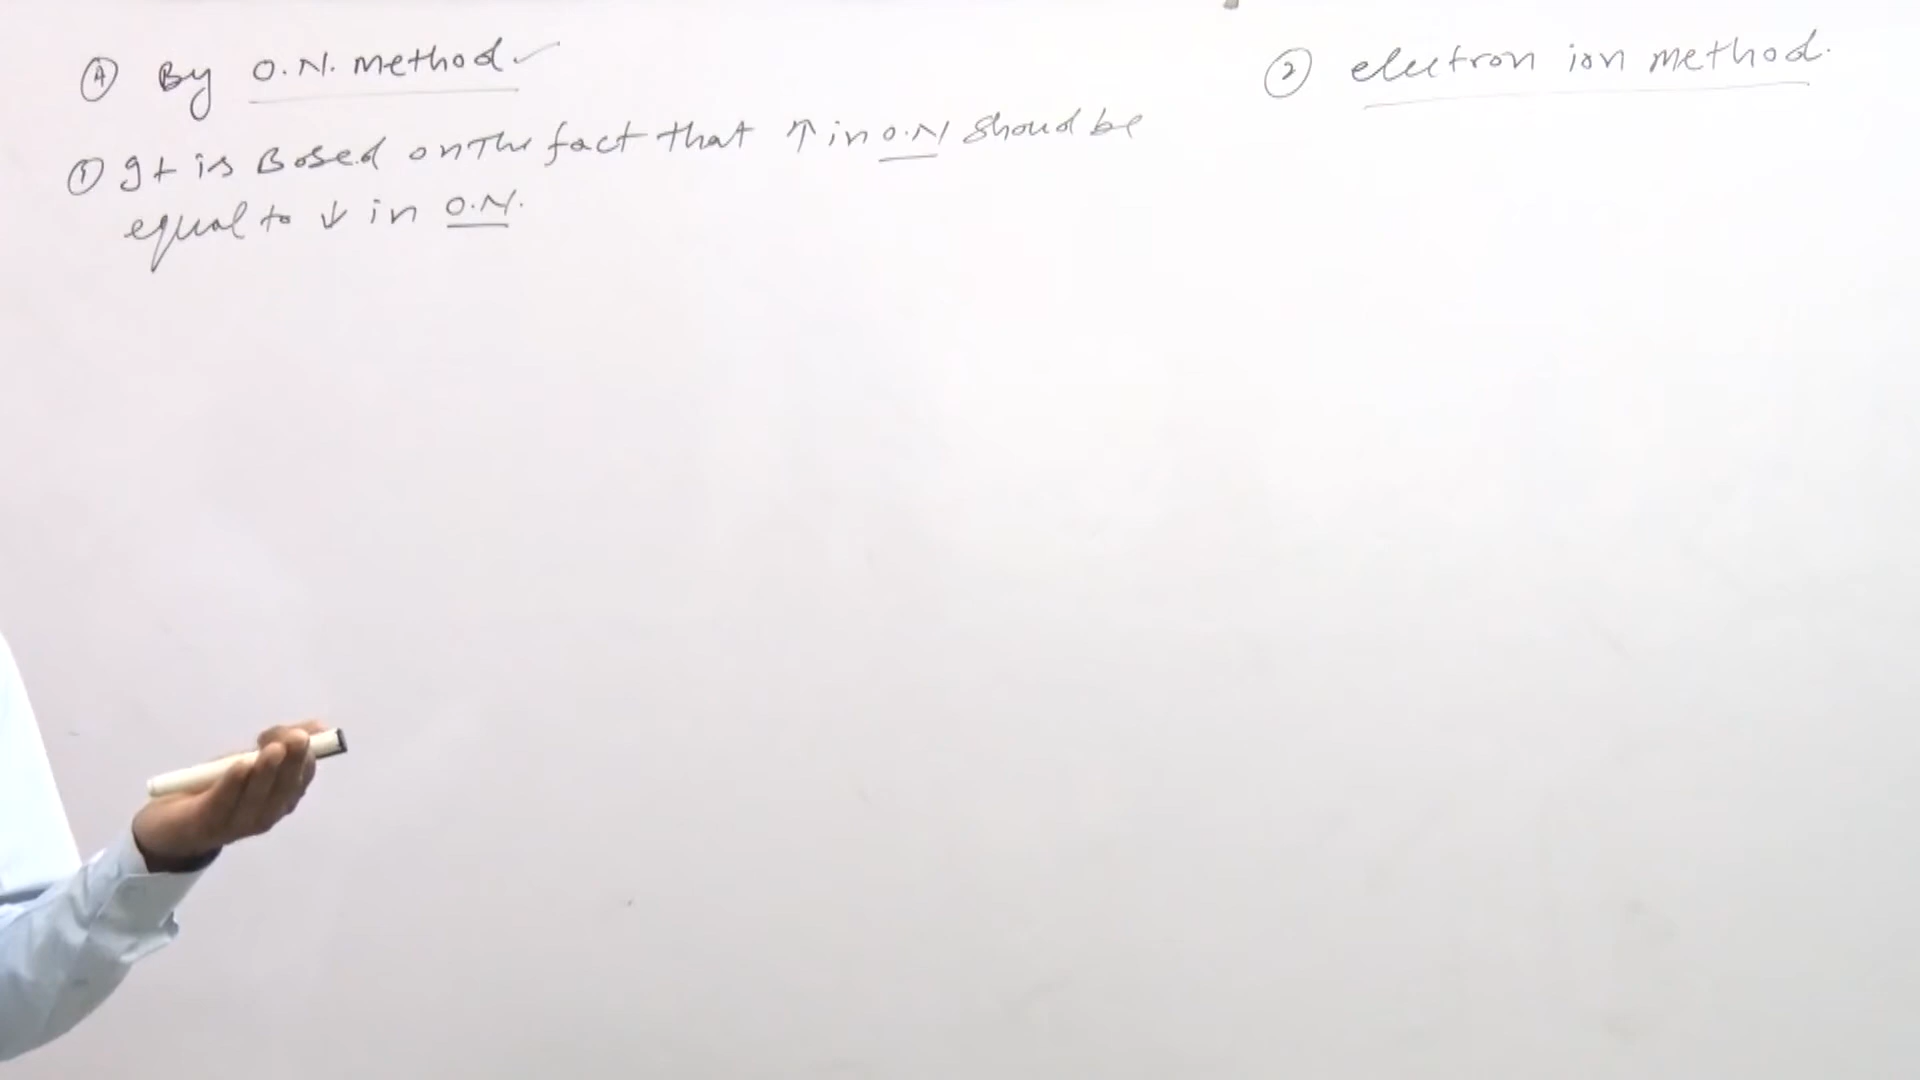 Ⓐ By O.N. method ✓
② electron ion method.
① It is Based on the fact that ↑ in O.N should be
equal to ↓ in O.N.